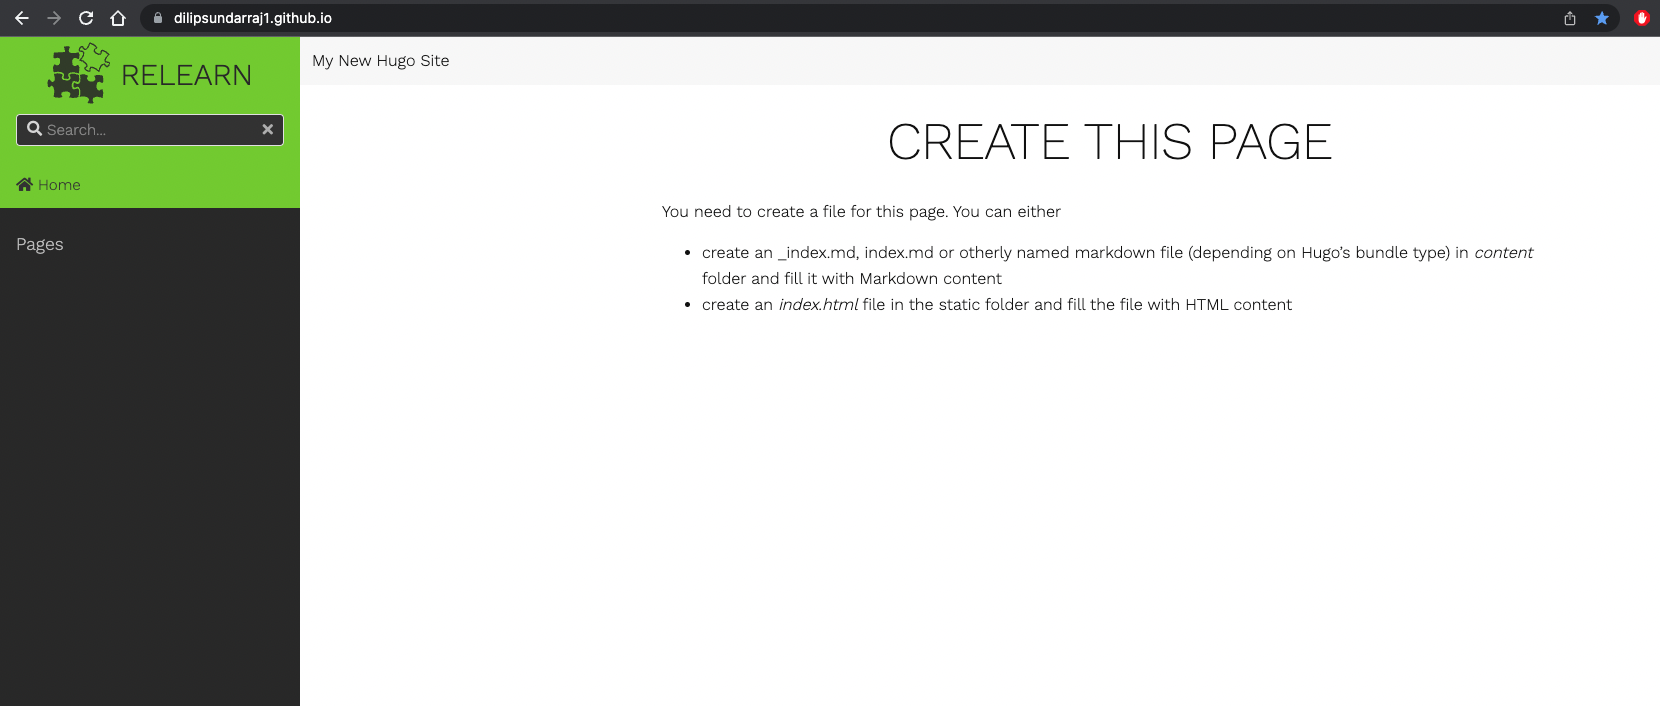 dilipsundarraj1.github.io
RELEARN
Search...
Home
Pages
My New Hugo Site
CREATE THIS PAGE
You need to create a file for this page. You can either
create an _index.md, index.md or otherly named markdown file (depending on Hugo’s bundle type) in content
folder and fill it with Markdown content
create an index.html file in the static folder and fill the file with HTML content